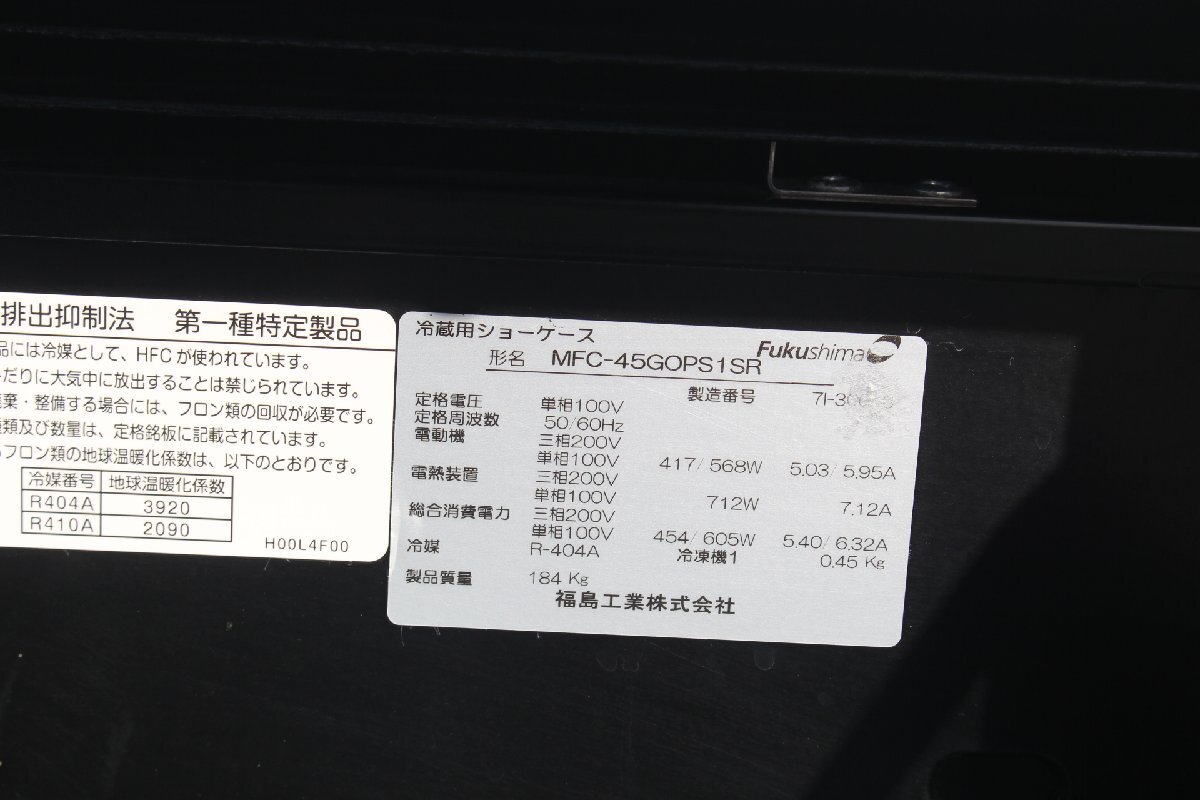 排出抑制法 第一種特定製品
品には冷媒として、HFCが使われています。
だりに大気中に放出することは禁じられています。
廃棄・整備する場合には、フロン類の回収が必要です。
類及び数量は、定格銘板に記載されています。
フロン類の地球温暖化係数は、以下のとおりです。
冷媒番号 地球温暖化係数
R404A 3920
R410A 2090
H00L4F00
冷蔵用ショーケース
Fukushima
形名 MFC-45GOPS1SR
製造番号 7I-30
定格電圧 単相100V
定格周波数 50/60Hz
電動機 三相200V
単相100V 417/568W 5.03/5.95A
電熱装置 三相200V
単相100V 712W 7.12A
総合消費電力 三相200V
単相100V 454/605W 5.40/6.32A
冷媒 R-404A 冷凍機1 0.45 Kg
製品質量 184 Kg
福島工業株式会社